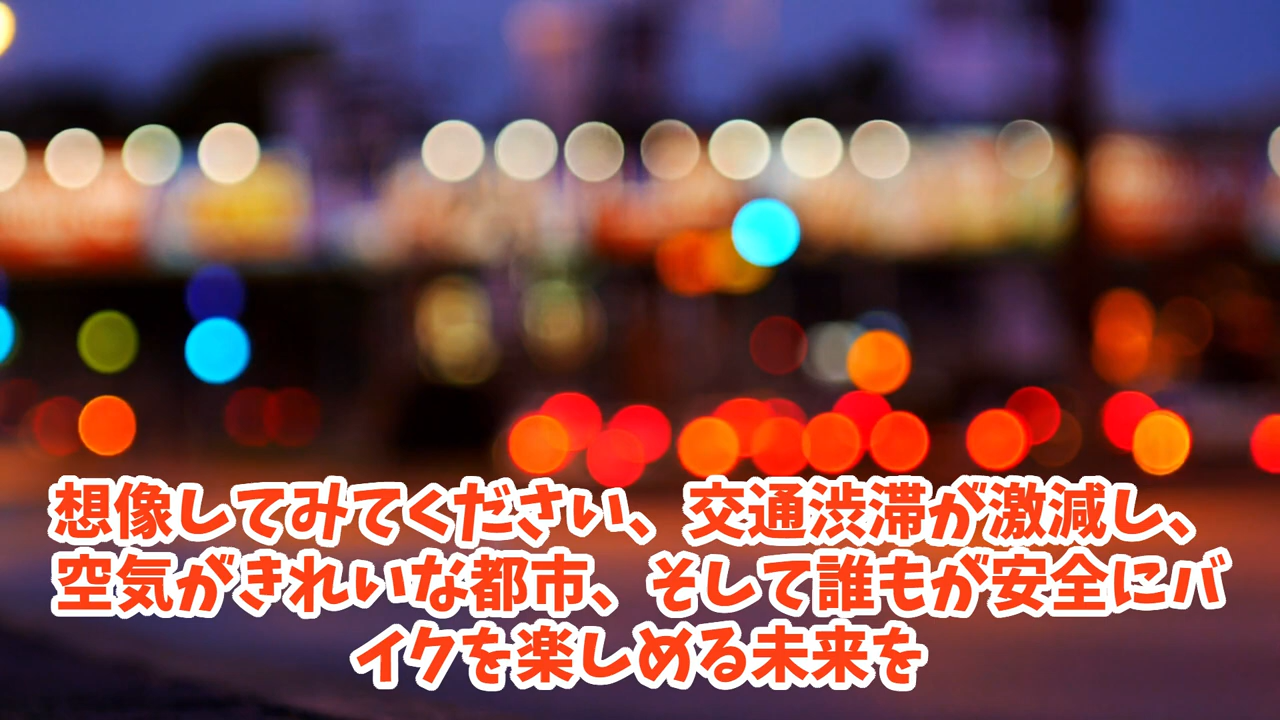 想像してみてください、交通渋滞が激減し、
空気がきれいな都市、そして誰もが安全にバ
イクを楽しめる未来を